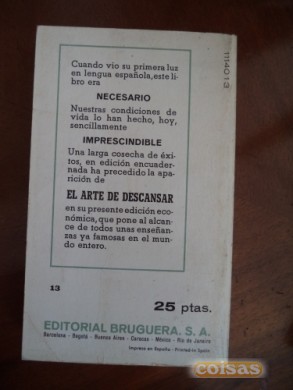 Cuando vio su primera luz
en lengua española, este li-
bro era
NECESARIO
Nuestras condiciones de
vida lo han hecho, hoy,
sencillamente
IMPRESCINDIBLE
Una larga cosecha de éxi-
tos, en edición encuader-
nada ha precedido la apa-
rición de
EL ARTE DE DESCANSAR
en su presente edición eco-
nómica, que pone al alcan-
ce de todos unas enseñan-
zas ya famosas en el mun-
do entero.
13
25 ptas.
EDITORIAL BRUGUERA, S. A.
Barcelona - Bogotá - Buenos Aires - Caracas - México - Rio de Janeiro
Impreso en España - Printed in Spain
coisas